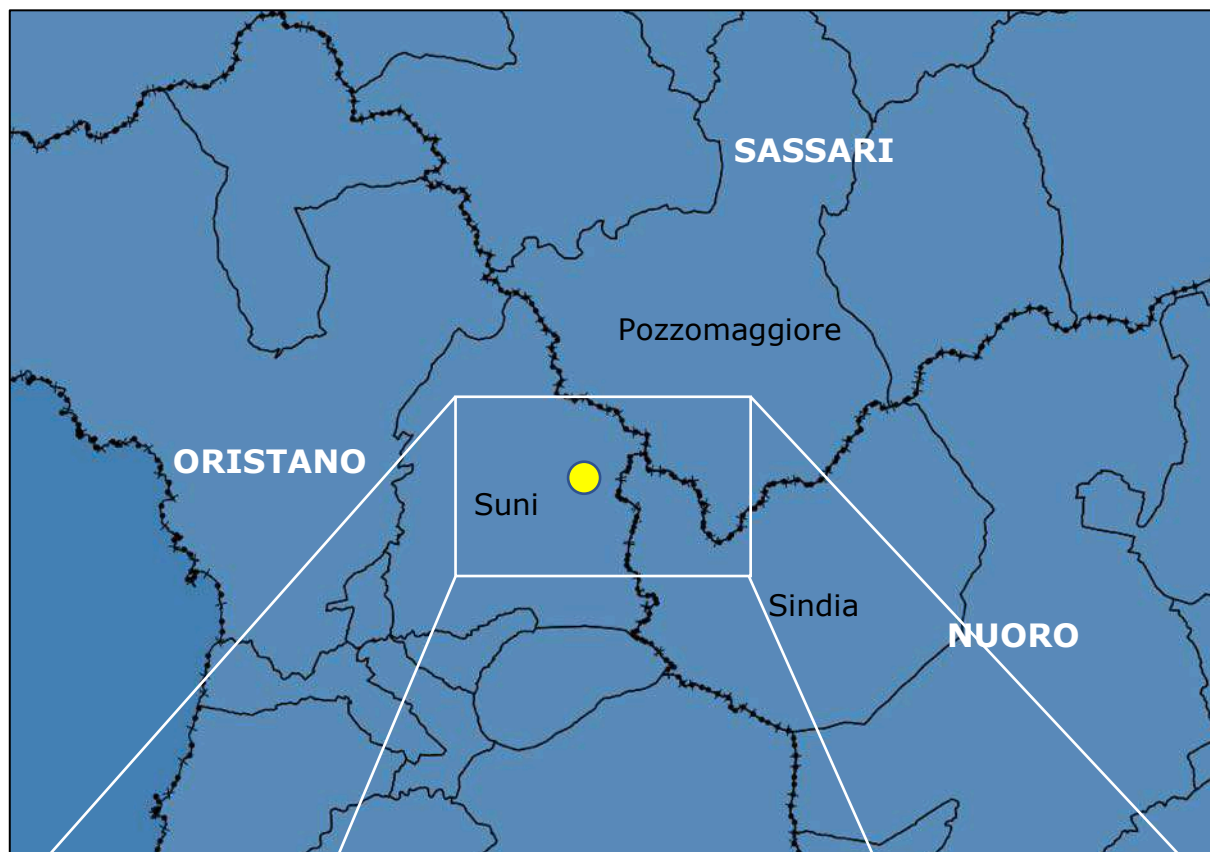 SASSARI
Pozzomaggiore
ORISTANO
Suni
Sindia
NUORO